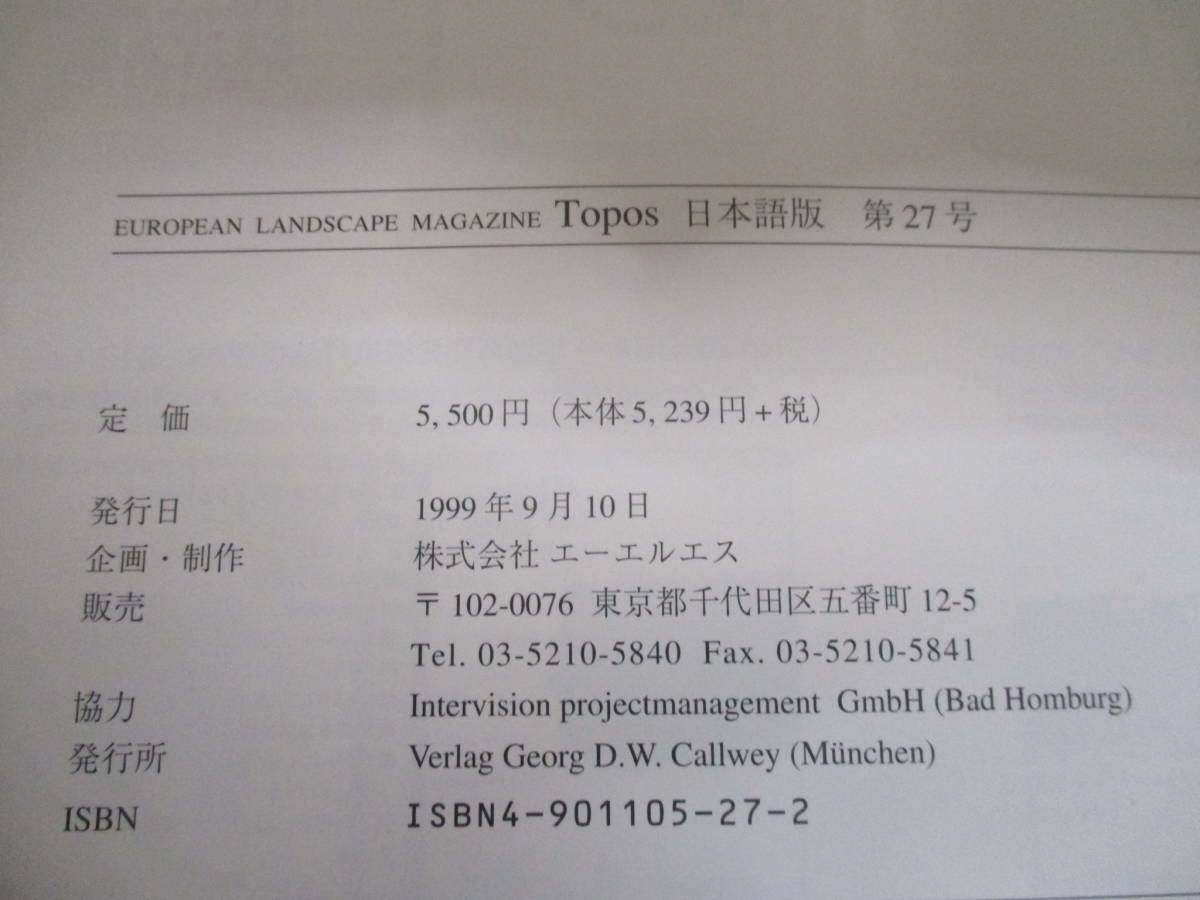 EUROPEAN LANDSCAPE MAGAZINE Topos 日本語版 第27号
定 価 5,500円（本体5,239円+税）
発行日 1999年9月10日
企画・制作 株式会社 エーエルエス
販売 〒102-0076 東京都千代田区五番町12-5
Tel. 03-5210-5840 Fax. 03-5210-5841
協力 Intervision projectmanagement GmbH (Bad Homburg)
発行所 Verlag Georg D.W. Callwey (München)
ISBN ISBN4-901105-27-2